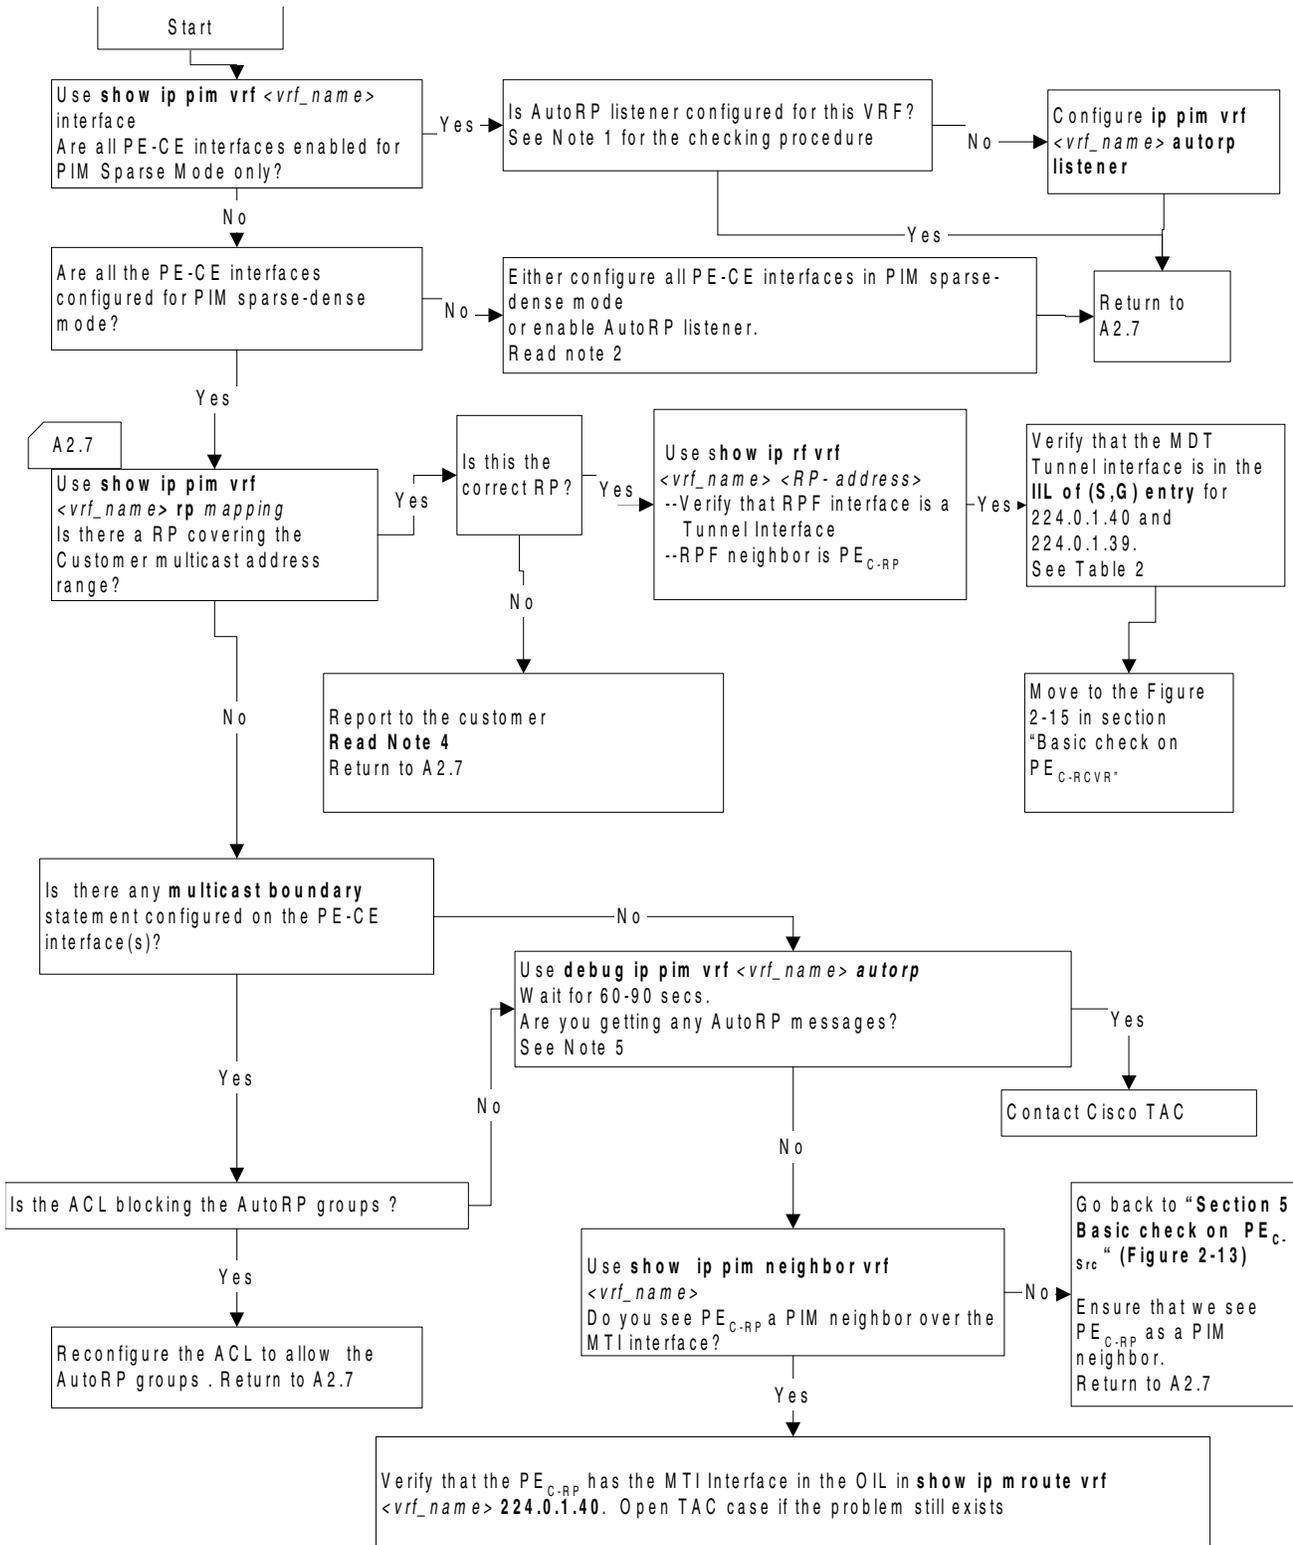 Start
Use show ip pim vrf <vrf_name>
interface
Are all PE-CE interfaces enabled for
PIM Sparse Mode only?
Yes
Is AutoRP listener configured for this VRF?
See Note 1 for the checking procedure
No
Configure ip pim vrf
<vrf_name> autorp
listener
No
Yes
Are all the PE-CE interfaces
configured for PIM sparse-dense
mode?
No
Either configure all PE-CE interfaces in PIM sparse-
dense mode
or enable AutoRP listener.
Read note 2
Return to
A2.7
Yes
A2.7
Use show ip pim vrf
<vrf_name> rp mapping
Is there a RP covering the
Customer multicast address
range?
Yes
Is this the
correct RP?
Yes
Use show ip rf vrf
<vrf_name> <RP- address>
--Verify that RPF interface is a
Tunnel Interface
--RPF neighbor is PE C-RP
Yes
Verify that the MDT
Tunnel interface is in the
IIL of (S,G) entry for
224.0.1.40 and
224.0.1.39.
See Table 2
No
No
Report to the customer
Read Note 4
Return to A2.7
Move to the Figure
2-15 in section
"Basic check on
PE C-RCVR"
Is there any multicast boundary
statement configured on the PE-CE
interface(s)?
No
Use debug ip pim vrf <vrf_name> autorp
Wait for 60-90 secs.
Are you getting any AutoRP messages?
See Note 5
Yes
Yes
No
Contact Cisco TAC
No
Is the ACL blocking the AutoRP groups ?
Go back to "Section 5
Basic check on PE C-
Src " (Figure 2-13)
Ensure that we see
PE C-RP as a PIM
neighbor.
Return to A2.7
Use show ip pim neighbor vrf
<vrf_name>
Do you see PE C-RP a PIM neighbor over the
MTI interface?
No
Yes
Reconfigure the ACL to allow the
AutoRP groups . Return to A2.7
Yes
Verify that the PE C-RP has the MTI Interface in the OIL in show ip mroute vrf
<vrf_name> 224.0.1.40. Open TAC case if the problem still exists